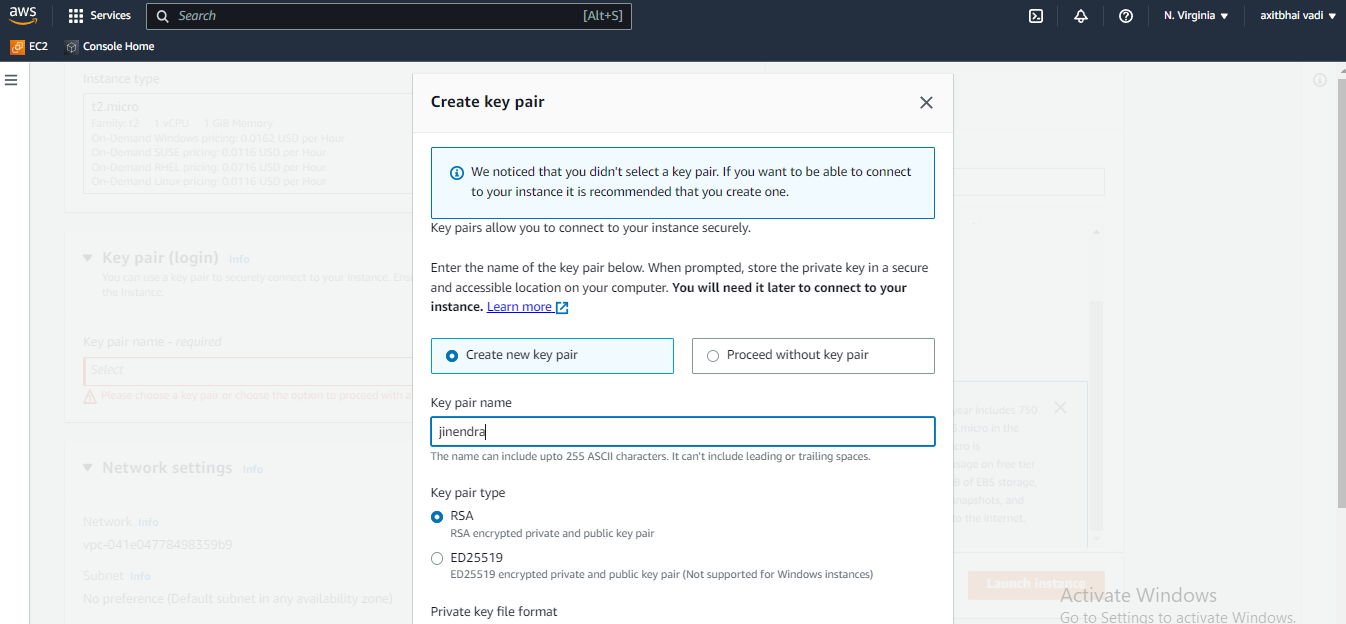 aws
Services
Search
[Alt+S]
N. Virginia
axitbhai vadi
EC2
Console Home
Instance type
t2.micro
Family: t2 1 vCPU 1 GiB Memory
On-Demand Windows pricing: 0.0162 USD per Hour
On-Demand SUSE pricing: 0.0116 USD per Hour
On-Demand RHEL pricing: 0.0716 USD per Hour
On-Demand Linux pricing: 0.0116 USD per Hour
Key pair (login) Info
You can use a key pair to securely connect to your instance. Ens
the instance.
Key pair name - required
Select
Please choose a key pair or choose the option to proceed with a
Network settings Info
Network Info
vpc-041e04778498359b9
Subnet Info
No preference (Default subnet in any availability zone)
Create key pair
We noticed that you didn't select a key pair. If you want to be able to connect
to your instance it is recommended that you create one.
Key pairs allow you to connect to your instance securely.
Enter the name of the key pair below. When prompted, store the private key in a secure
and accessible location on your computer. You will need it later to connect to your
instance. Learn more
Create new key pair
Proceed without key pair
Key pair name
jinendra
The name can include upto 255 ASCII characters. It can't include leading or trailing spaces.
Key pair type
RSA
RSA encrypted private and public key pair
ED25519
ED25519 encrypted private and public key pair (Not supported for Windows instances)
Private key file format
year includes 750
.micro in the
cro is
usage on free tier
B of EBS storage,
snapshots, and
to the internet.
Launch instance
Activate Windows
Go to Settings to activate Windows.